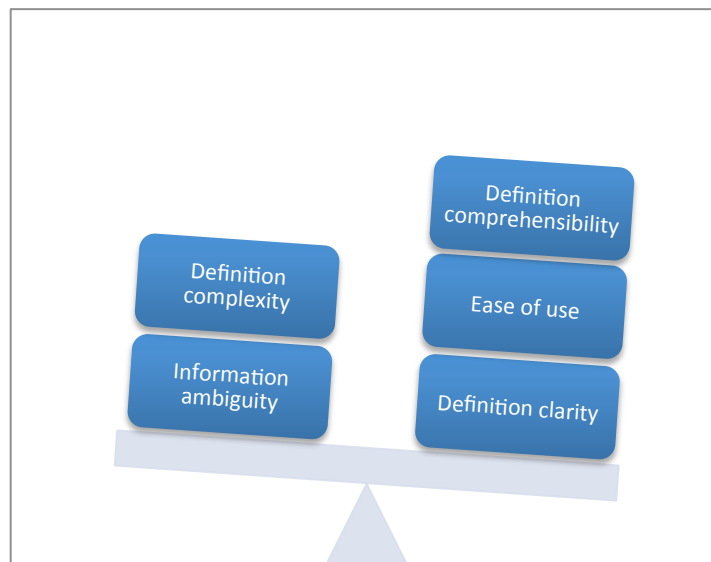 Definition
complexity
Information
ambiguity
Definition
comprehensibility
Ease of use
Definition clarity